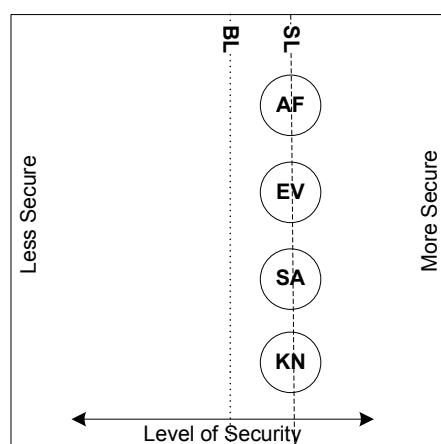 BL
SL
AF
EV
SA
KN
Less Secure
More Secure
Level of Security